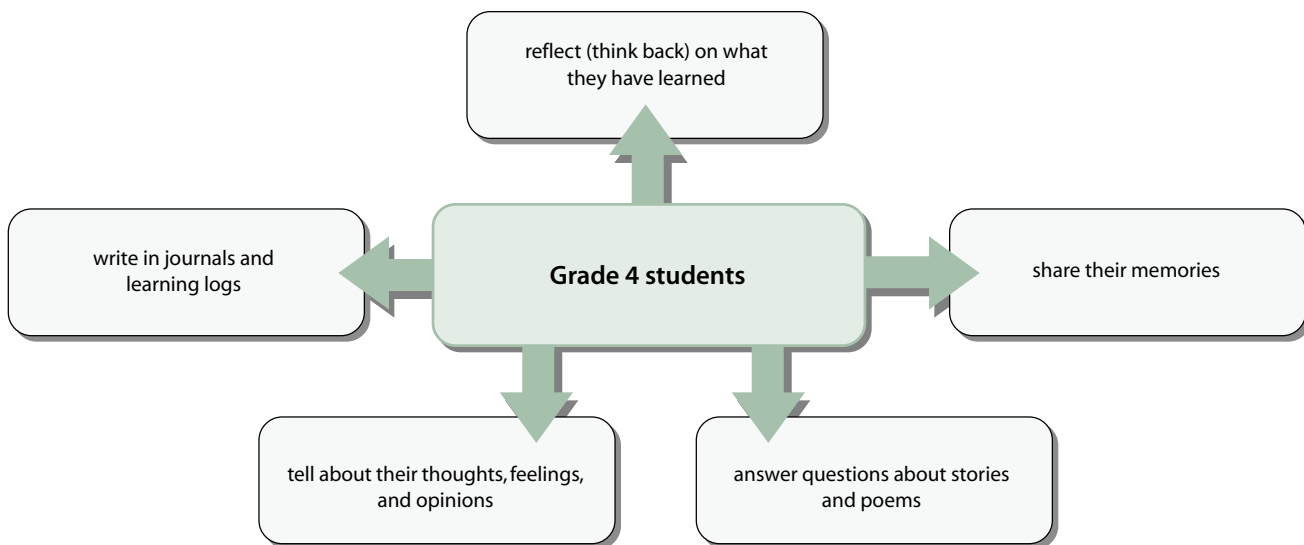 reflect (think back) on what
they have learned
write in journals and
learning logs
Grade 4 students
share their memories
tell about their thoughts, feelings,
and opinions
answer questions about stories
and poems